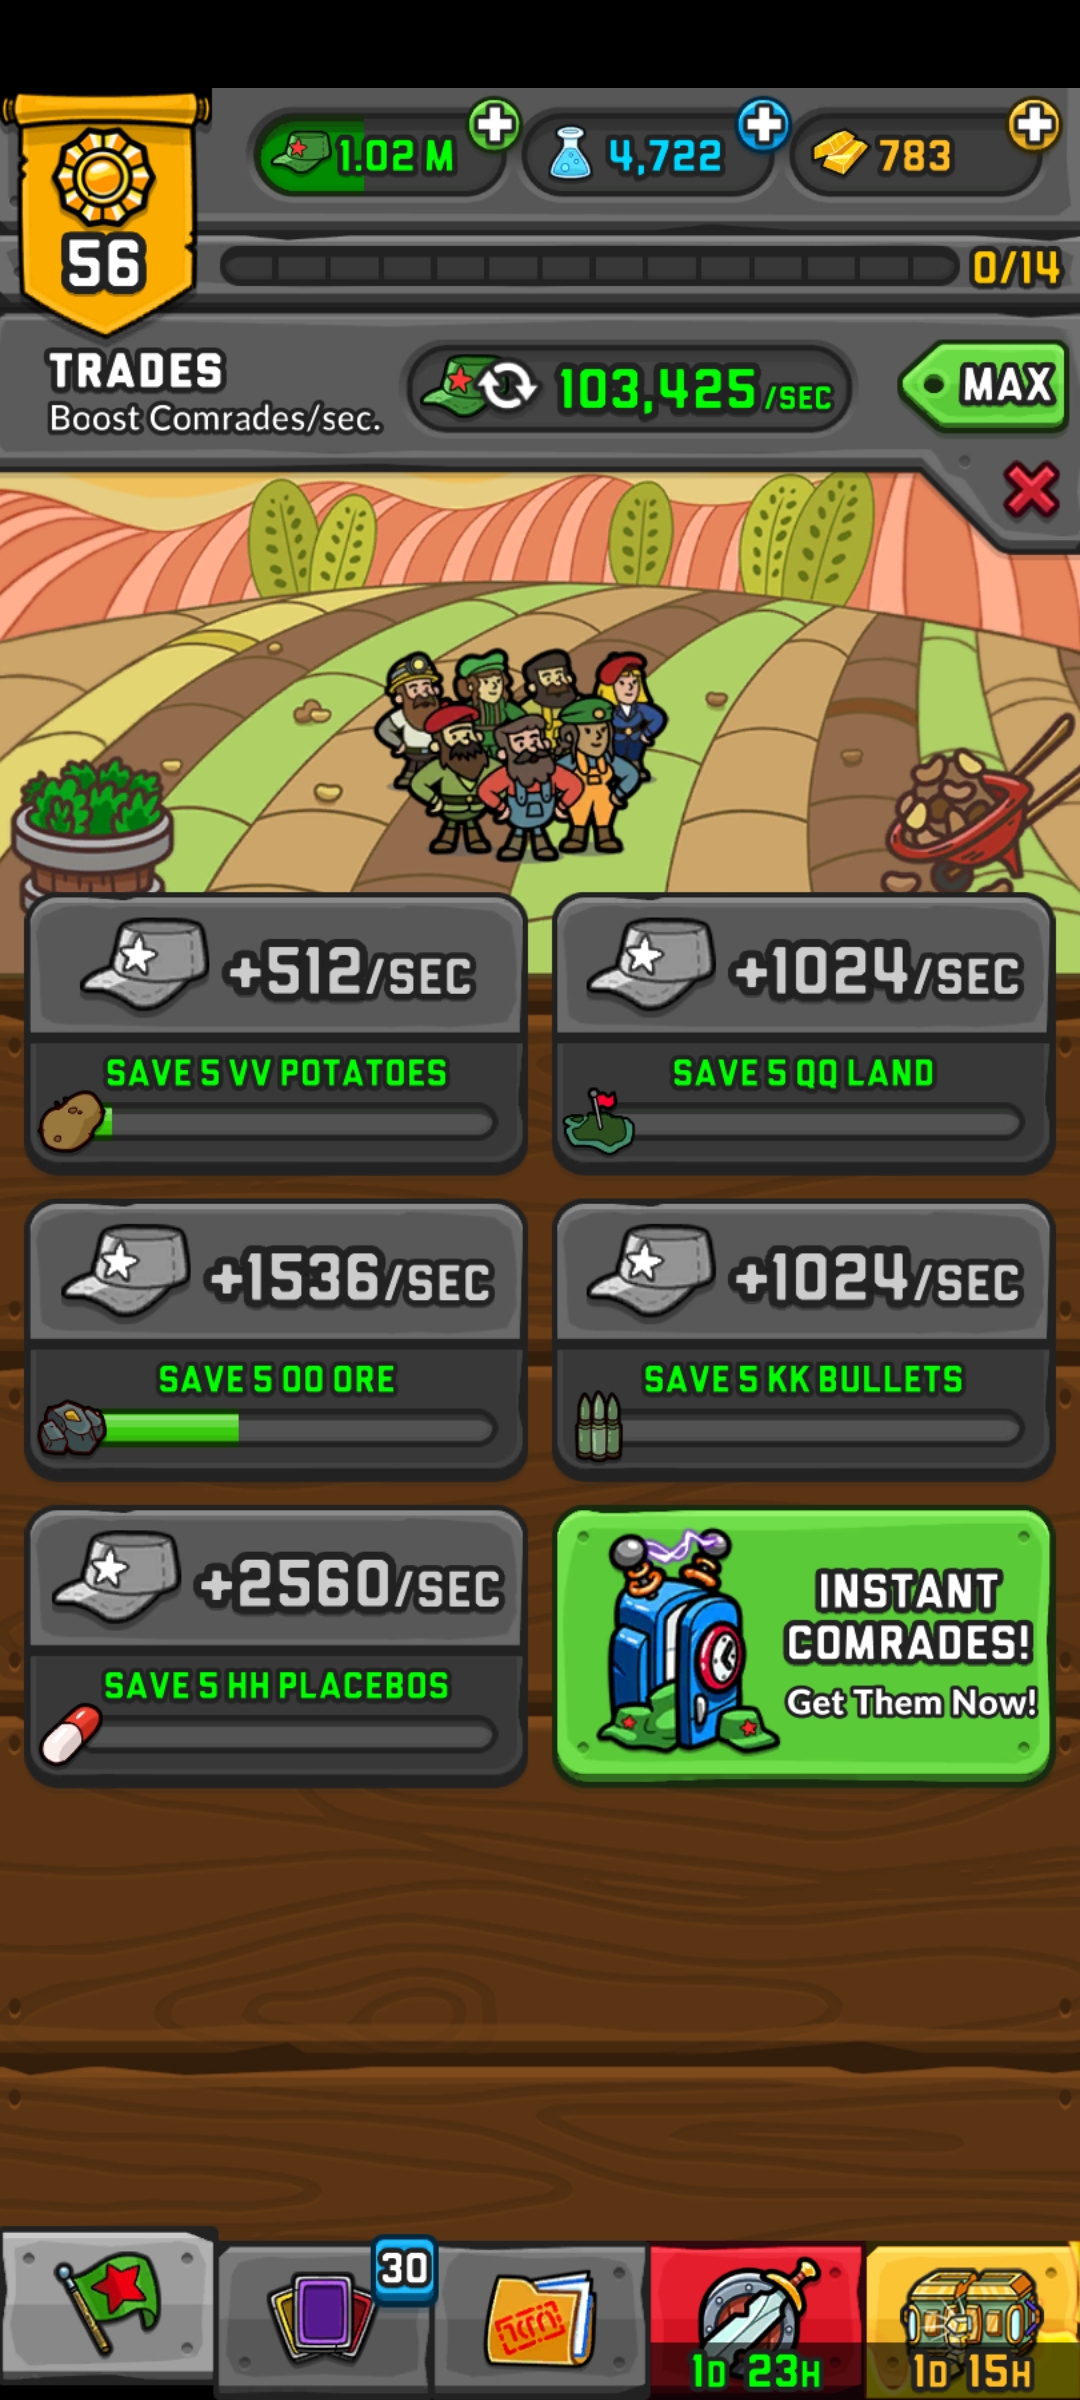 1.02 M
4,722
783
56
0/14
TRADES
Boost Comrades/sec.
103,425/SEC
MAX
+512/SEC
SAVE 5 VV POTATOES
+1024/SEC
SAVE 5 QQ LAND
+1536/SEC
SAVE 5 OO ORE
+1024/SEC
SAVE 5 KK BULLETS
+2560/SEC
SAVE 5 HH PLACEBOS
INSTANT
COMRADES!
Get Them Now!
30
1D 23H
1D 15H